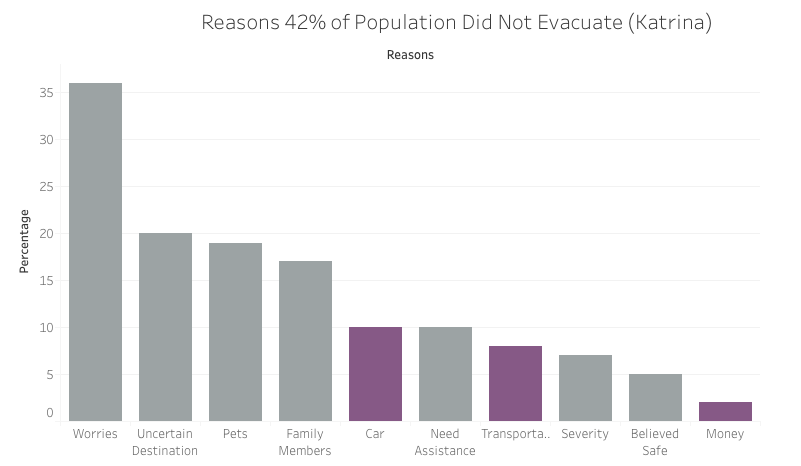 Reasons 42% of Population Did Not Evacuate (Katrina)
Reasons
Percentage
35
30
25
20
15
10
5
0
Worries
Uncertain
Destination
Pets
Family
Members
Car
Need
Assistance
Transporta..
Severity
Believed
Safe
Money